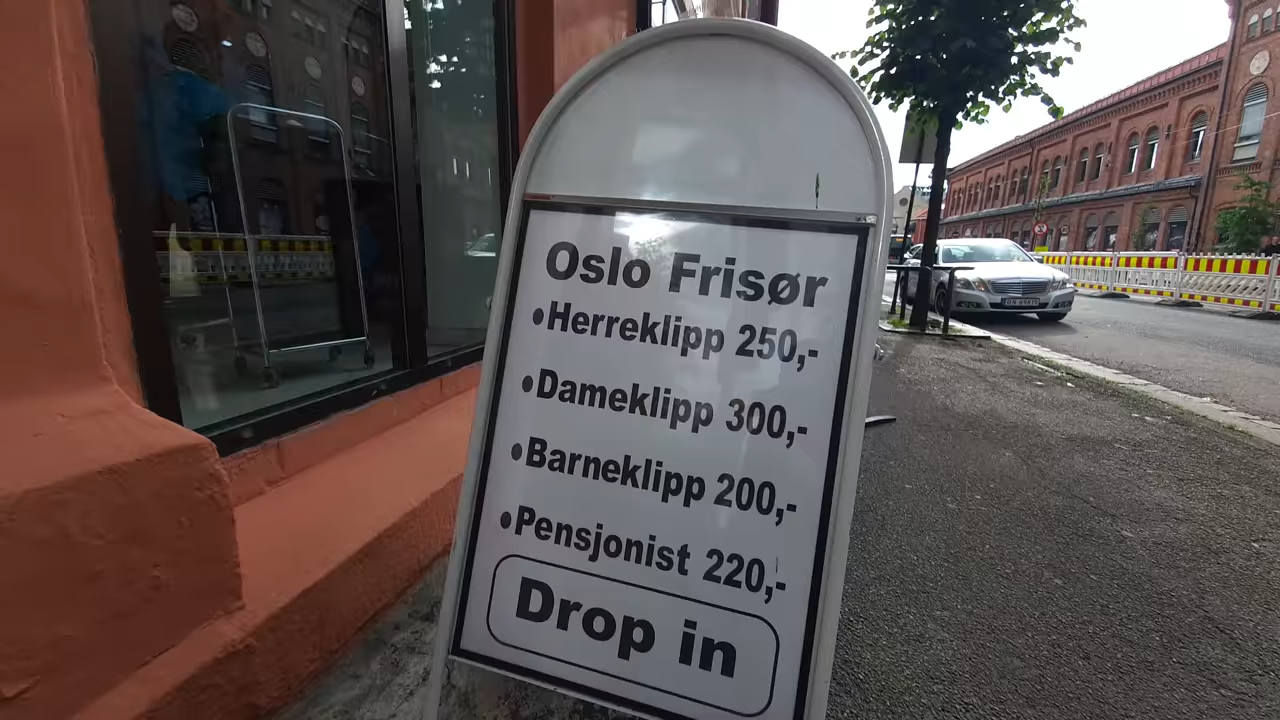 Oslo Frisør
•Herreklipp 250,-
•Dameklipp 300,-
•Barneklipp 200,-
•Pensjonist 220,-
Drop in